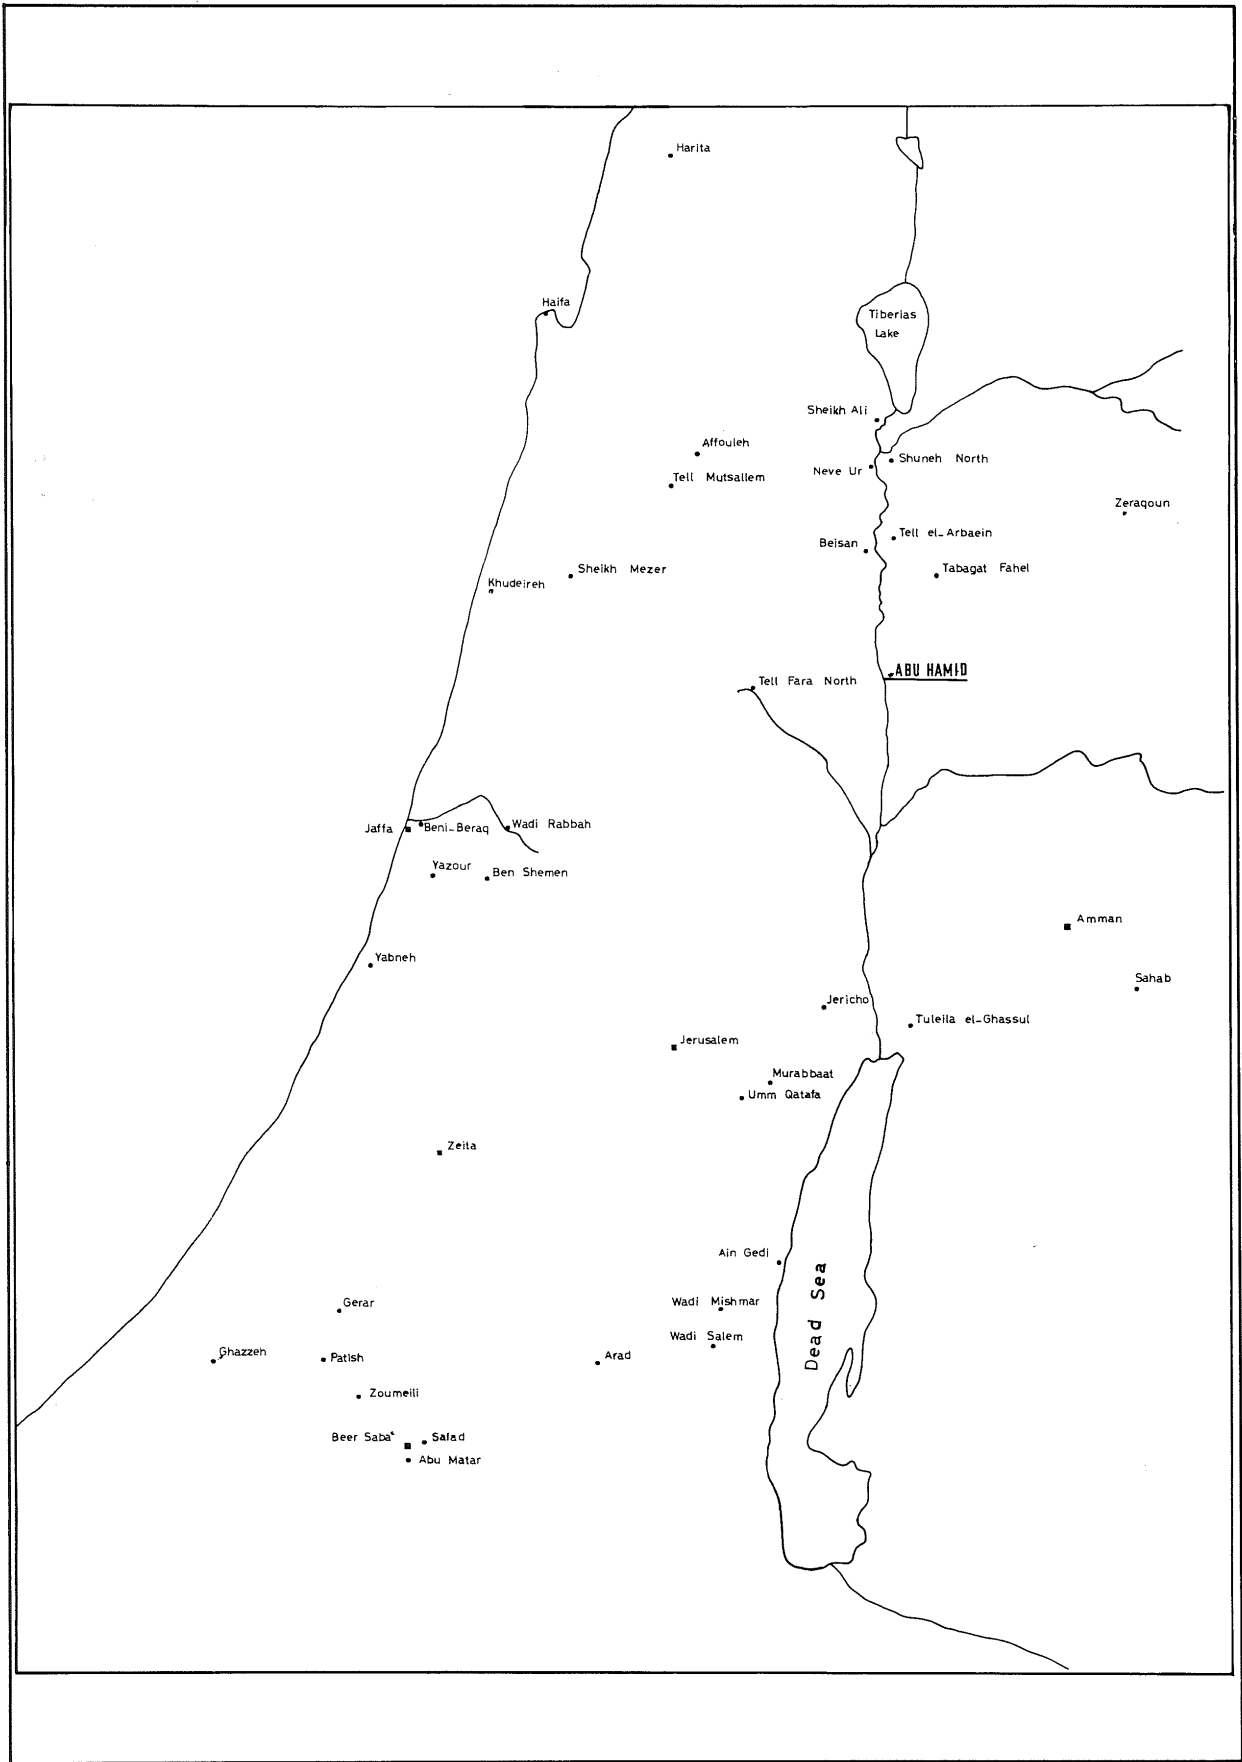 Harita
Haifa
Tiberias
Lake
Sheikh Ali
Affouleh
Shuneh North
Neve Ur
Tell Mutsallem
Zeraqoun
Tell el-Arbaein
Beisan
Sheikh Mezer
Tabagat Fahel
Khudeireh
ABU HAMID
Tell Fara North
Jaffa
Beni-Beraq
Wadi Rabbah
Yazour
Ben Shemen
Amman
Yabneh
Sahab
Jericho
Tuleila el-Ghassul
Jerusalem
Murabbaat
Umm Qatafa
Zeita
Ain Gedi
Dead Sea
Wadi Mishmar
Gerar
Wadi Salem
Ghazzeh
Patish
Arad
Zoumeili
Beer Saba'
Safad
Abu Matar